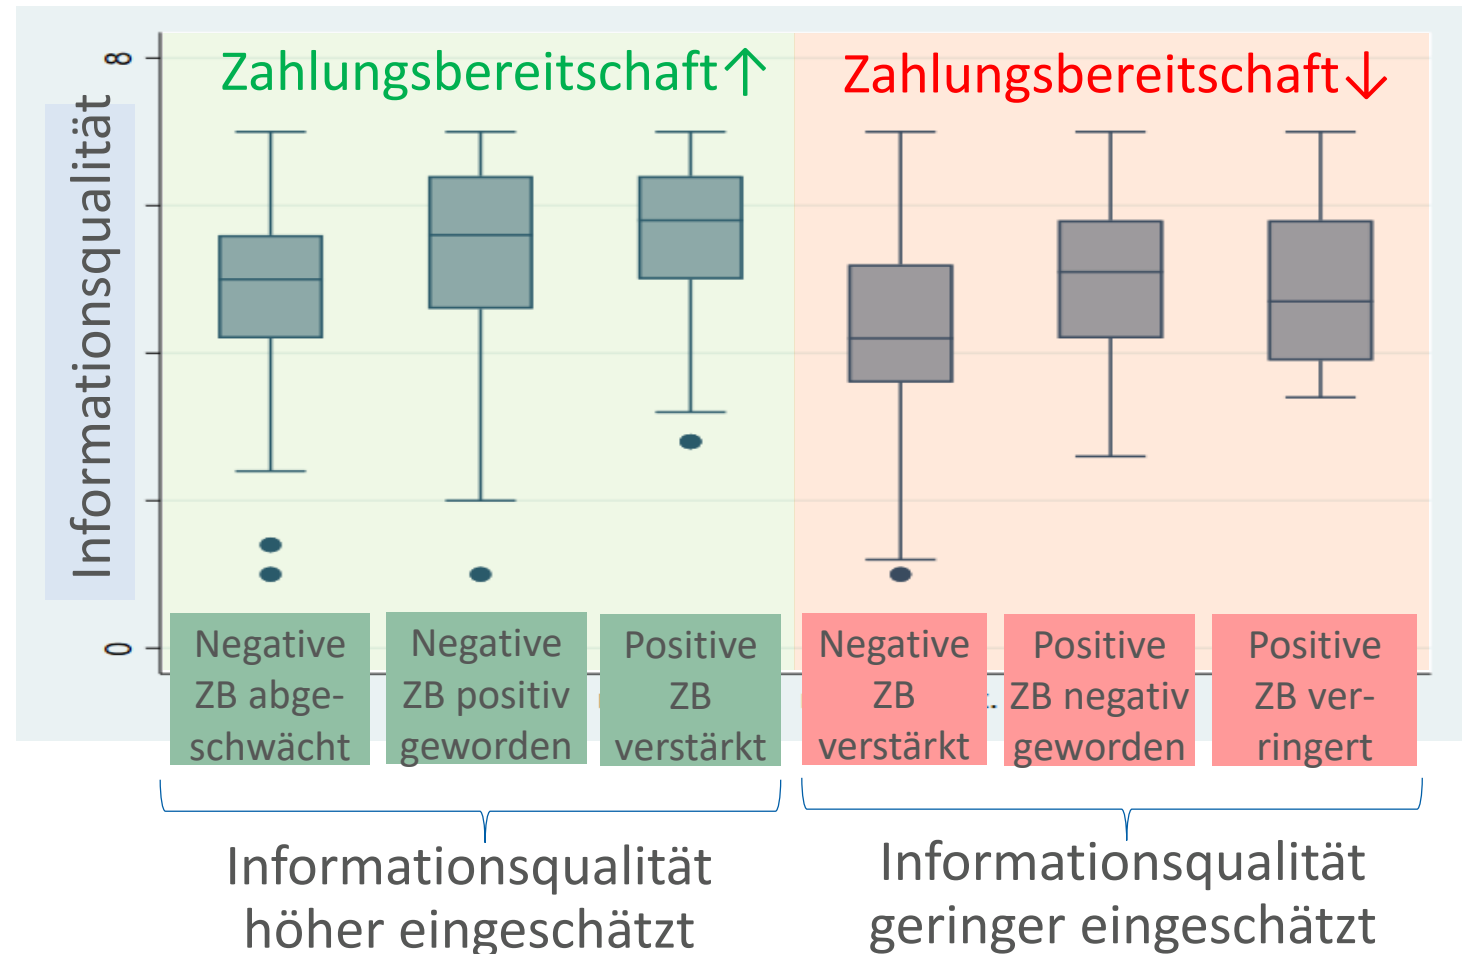 Zahlungsbereitschaft↑
Zahlungsbereitschaft↓
8
Informationsqualität
0
Negative
ZB abge-
schwächt
Negative
ZB positiv
geworden
Positive
ZB
verstärkt
Negative
ZB
verstärkt
Positive
ZB negativ
geworden
Positive
ZB ver-
ringert
Informationsqualität
höher eingeschätzt
Informationsqualität
geringer eingeschätzt